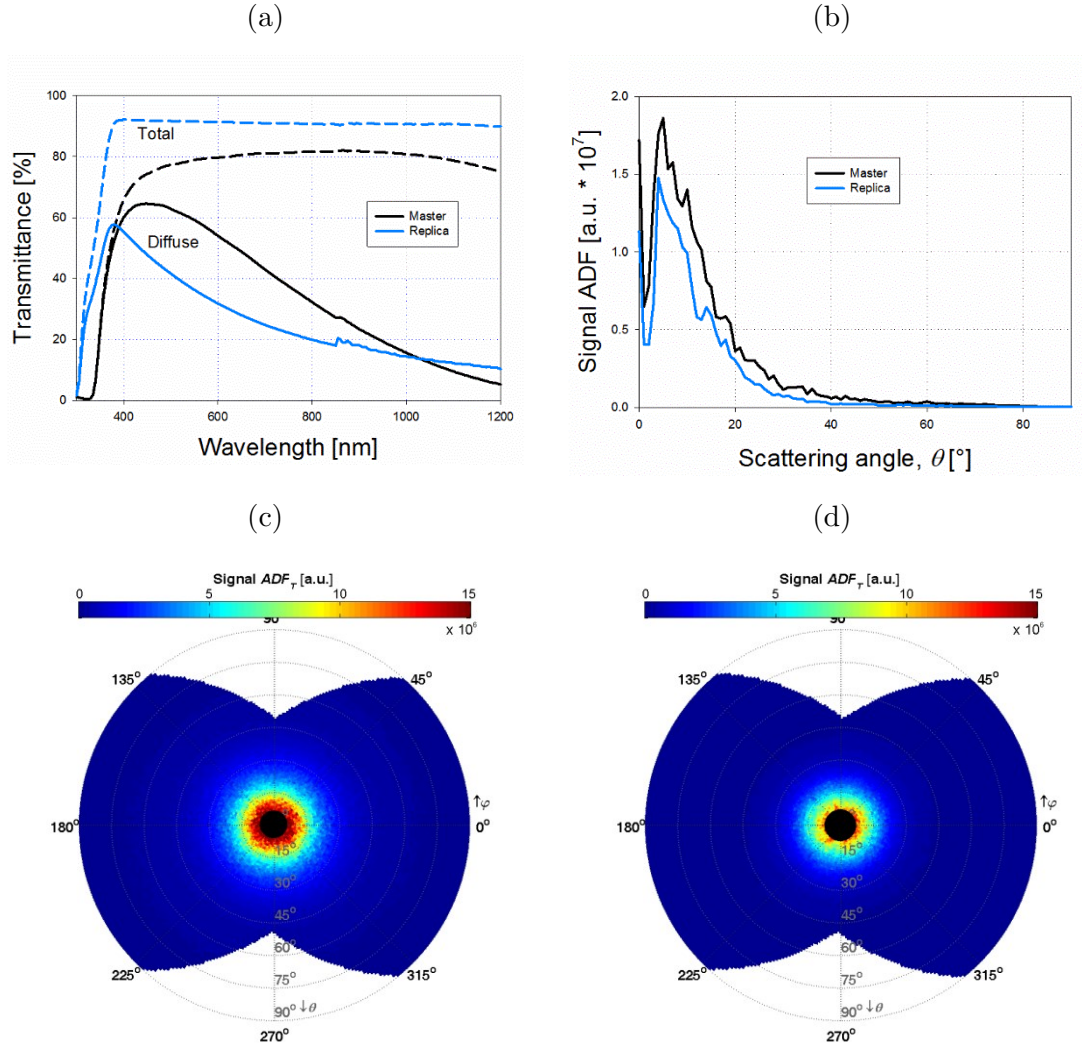 (a)
(b)
Transmittance [%]
100
80
60
40
20
0
Total
Diffuse
Master
Replica
400
600
800
1000
1200
Wavelength [nm]
Signal ADF [a.u. * 10⁷]
2.0
1.5
1.0
0.5
0.0
Master
Replica
0
20
40
60
80
Scattering angle, θ [°]
(c)
(d)
Signal ADF_T [a.u.]
0 5 10 15
x 10⁶
90
135°
45°
180°
↑φ
0°
15°
30°
45°
60°
75°
90° ↓θ
225°
315°
270°
Signal ADF_T [a.u.]
0 5 10 15
x 10⁶
90
135°
45°
180°
↑φ
0°
15°
30°
45°
60°
75°
90° ↓θ
225°
315°
270°